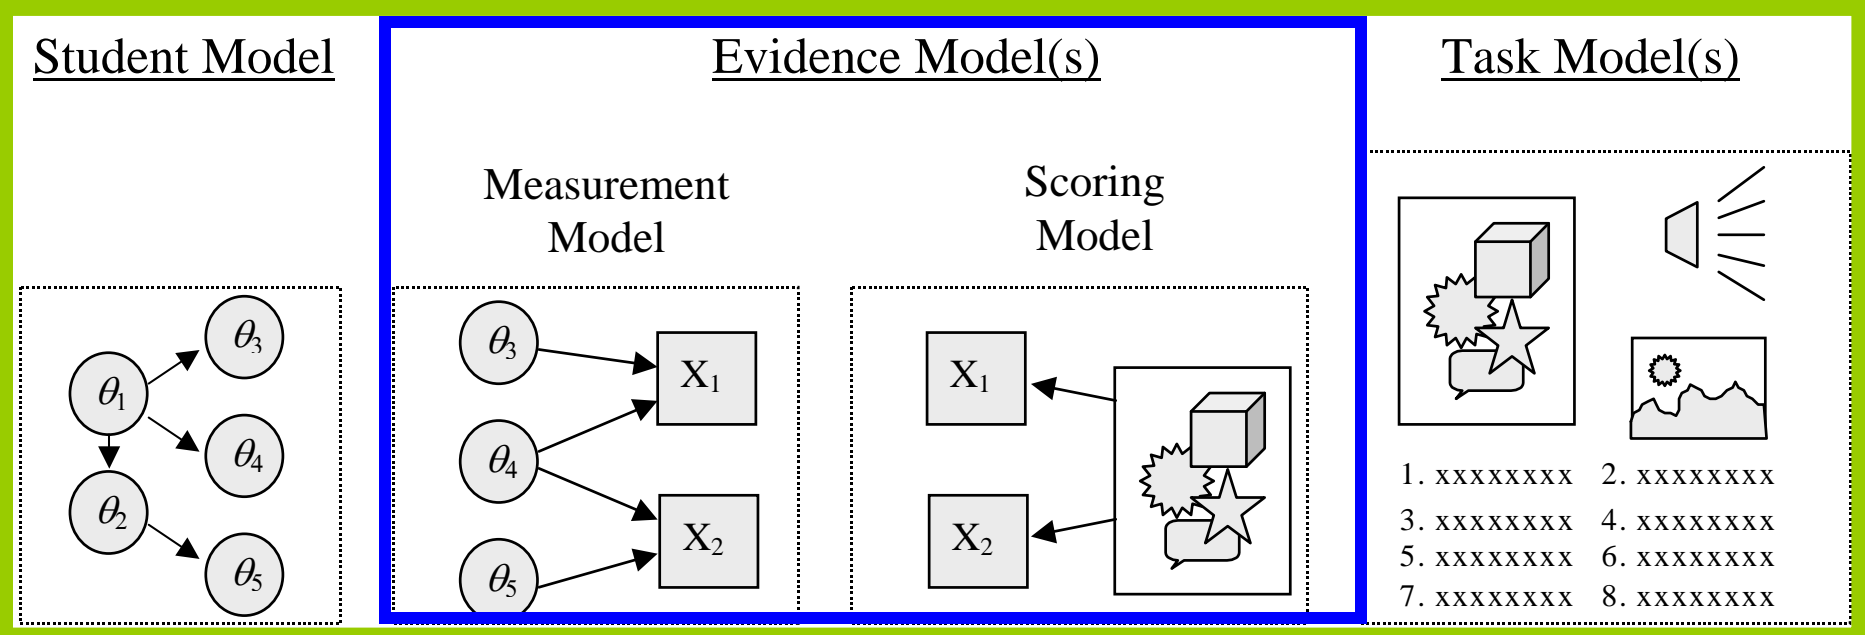 Student Model
Evidence Model(s)
Task Model(s)
Measurement
Model
Scoring
Model
θ₃
θ₁
θ₄
θ₂
θ₅
θ₃
X₁
θ₄
X₂
θ₅
X₁
X₂
1. xxxxxxxx 2. xxxxxxxx
3. xxxxxxxx 4. xxxxxxxx
5. xxxxxxxx 6. xxxxxxxx
7. xxxxxxxx 8. xxxxxxxx